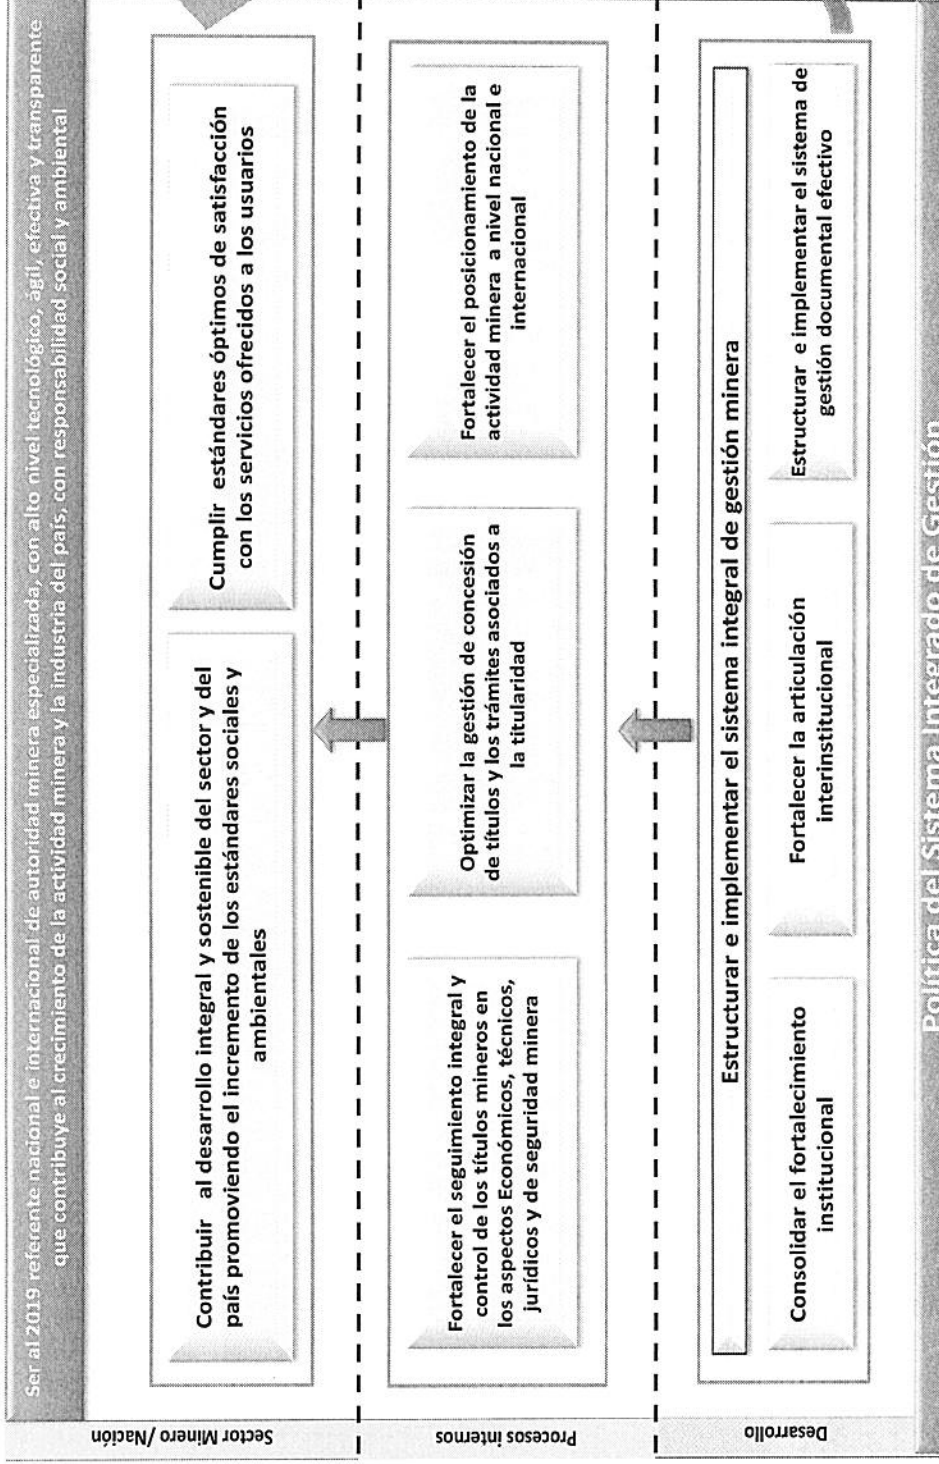 Ser al 2019 referente nacional e internacional de autoridad minera especializada, con alto nivel tecnológico, ágil, efectiva y transparente
que contribuye al crecimiento de la actividad minera y la industria del país, con responsabilidad social y ambiental
Sector Minero / Nación
Contribuir al desarrollo integral y sostenible del sector y del
país promoviendo el incremento de los estándares sociales y
ambientales
Cumplir estándares óptimos de satisfacción
con los servicios ofrecidos a los usuarios
Procesos internos
Fortalecer el seguimiento integral y
control de los títulos mineros en
los aspectos Económicos, técnicos,
jurídicos y de seguridad minera
Optimizar la gestión de concesión
de títulos y los trámites asociados a
la titularidad
Fortalecer el posicionamiento de la
actividad minera a nivel nacional e
internacional
Desarrollo
Estructurar e implementar el sistema integral de gestión minera
Consolidar el fortalecimiento
institucional
Fortalecer la articulación
interinstitucional
Estructurar e implementar el sistema de
gestión documental efectivo
Política del Sistema Integrado de Gestión